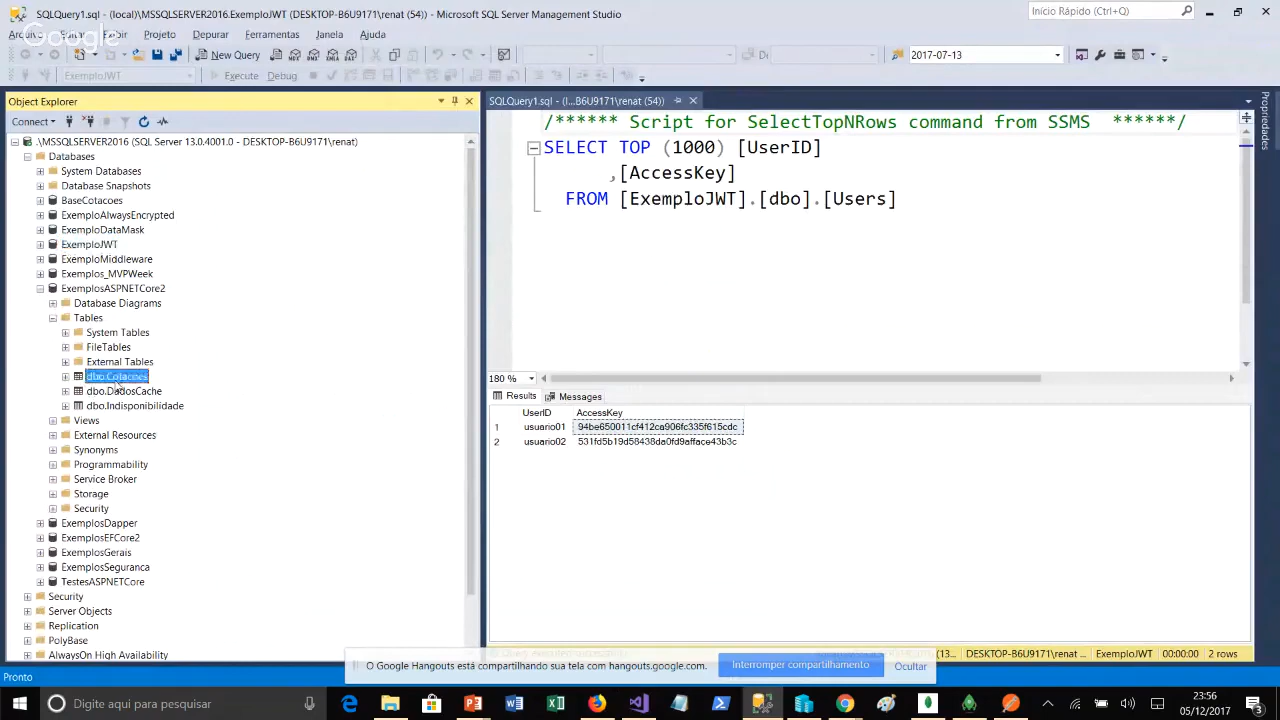 SQLQuery1.sql - (local)\MSSQLSERVER2016.ExemploJWT (DESKTOP-B6U9171\renat (54)) - Microsoft SQL Server Management Studio
Início Rápido (Ctrl+Q)
Google
Projeto Depurar Ferramentas Janela Ajuda
New Query
2017-07-13
ExemploJWT Execute Debug
Object Explorer
Connect
.\MSSQLSERVER2016 (SQL Server 13.0.4001.0 - DESKTOP-B6U9171\renat)
Databases
System Databases
Database Snapshots
BaseCotacoes
ExemploAlwaysEncrypted
ExemploDataMask
ExemploJWT
ExemploMiddleware
Exemplos_MVPWeek
ExemplosASPNETCore2
Database Diagrams
Tables
System Tables
FileTables
External Tables
dbo.Cotacoes
dbo.DadosCache
dbo.Indisponibilidade
Views
External Resources
Synonyms
Programmability
Service Broker
Storage
Security
ExemplosDapper
ExemplosEFCore2
ExemplosGerais
ExemplosSeguranca
TestesASPNETCore
Security
Server Objects
Replication
PolyBase
AlwaysOn High Availability
SQLQuery1.sql - (l...B6U9171\renat (54))
/****** Script for SelectTopNRows command from SSMS ******/
SELECT TOP (1000) [UserID]
,[AccessKey]
FROM [ExemploJWT].[dbo].[Users]
180 %
Results Messages
UserID AccessKey
1 usuario01 94be650011cf412ca906fc335f615cdc
2 usuario02 531fd5b19d58438da0fd9afface43b3c
Propriedades
(13... DESKTOP-B6U9171\renat ... ExemploJWT 00:00:00 2 rows
O Google Hangouts está compartilhando sua tela com hangouts.google.com. Interromper compartilhamento Ocultar
Pronto
Digite aqui para pesquisar
23:56
05/12/2017
3